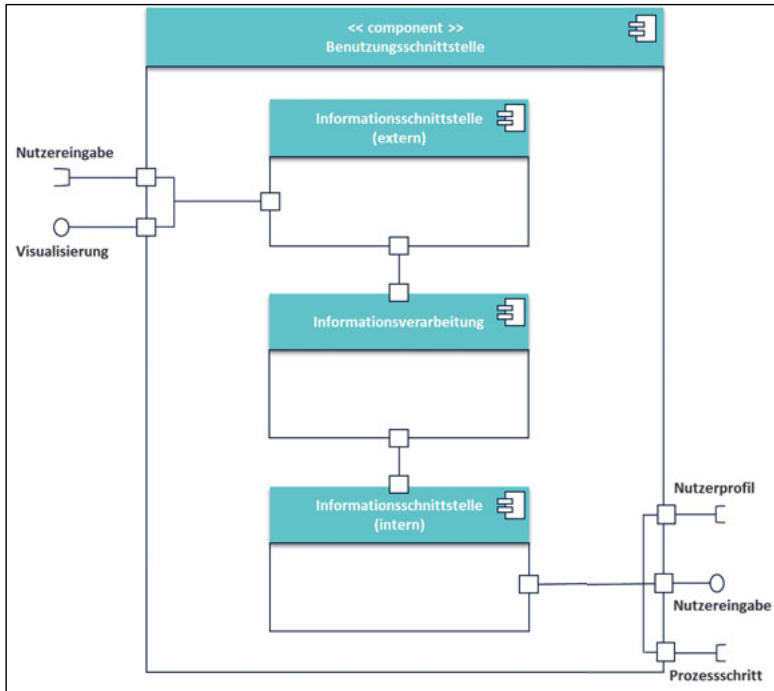 << component >>
Benutzungsschnittstelle
Informationsschnittstelle
(extern)
Nutzereingabe
Visualisierung
Informationsverarbeitung
Informationsschnittstelle
(intern)
Nutzerprofil
Nutzereingabe
Prozessschritt